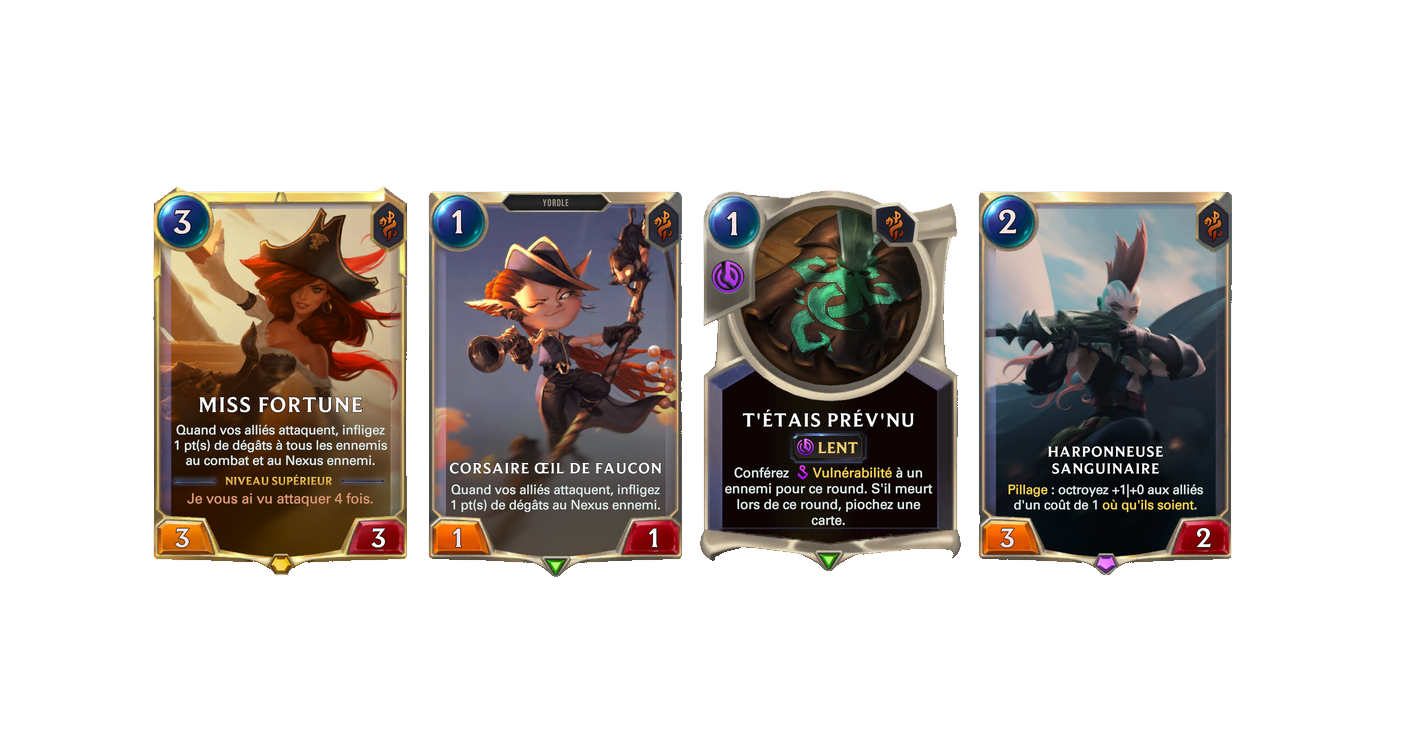 3
MISS FORTUNE
Quand vos alliés attaquent, infligez
1 pt(s) de dégâts à tous les ennemis
au combat et au Nexus ennemi.
NIVEAU SUPÉRIEUR
Je vous ai vu attaquer 4 fois.
3
3
YORDLE
1
CORSAIRE ŒIL DE FAUCON
Quand vos alliés attaquent, infligez
1 pt(s) de dégâts au Nexus ennemi.
1
1
1
T'ÉTAIS PRÉV'NU
LENT
Conférez Vulnérabilité à un
ennemi pour ce round. S'il meurt
lors de ce round, piochez une
carte.
2
HARPONNEUSE
SANGUINAIRE
Pillage : octroyez +1|+0 aux alliés
d'un coût de 1 où qu'ils soient.
3
2